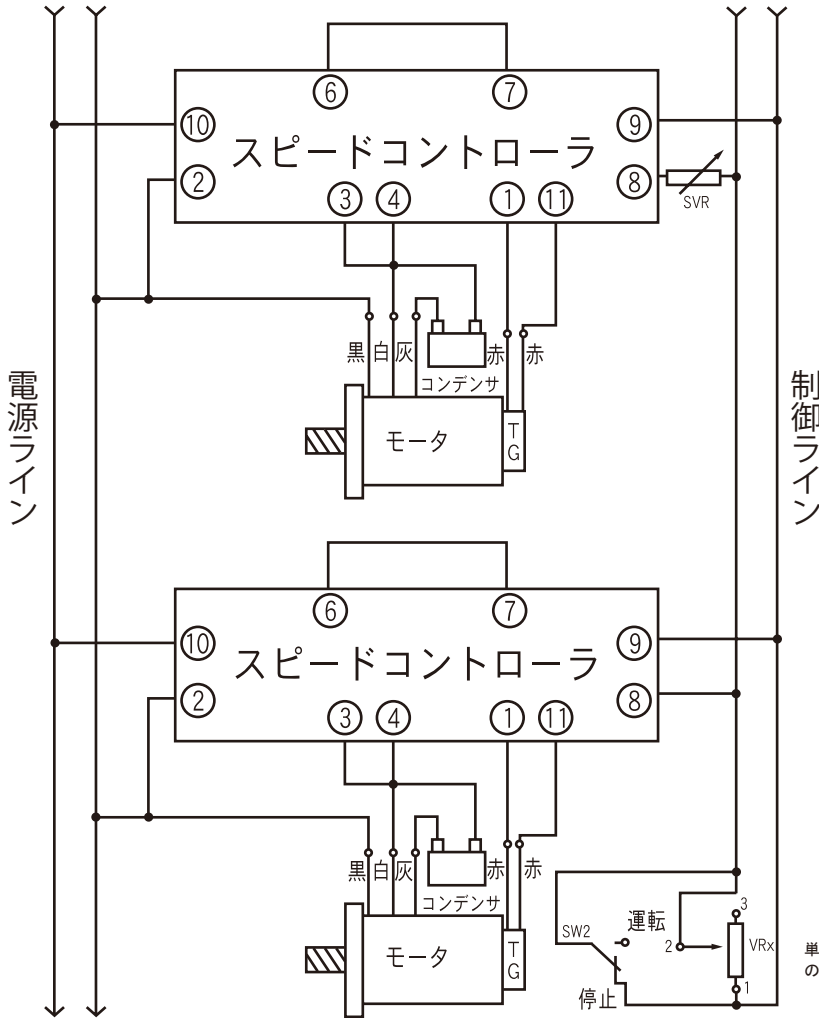 ⑥ ⑦
⑩ ⑨
スピードコントローラ
② ⑧
SVR
③ ④ ① ⑪
黒 白 灰 赤 赤
コンデンサ
モータ
TG
電源ライン
制御ライン
⑥ ⑦
⑩ ⑨
スピードコントローラ
② ⑧
③ ④ ① ⑪
黒 白 灰 赤 赤
コンデンサ
モータ
TG
SW2
運転
停止
3
2
VRx
1
単
の